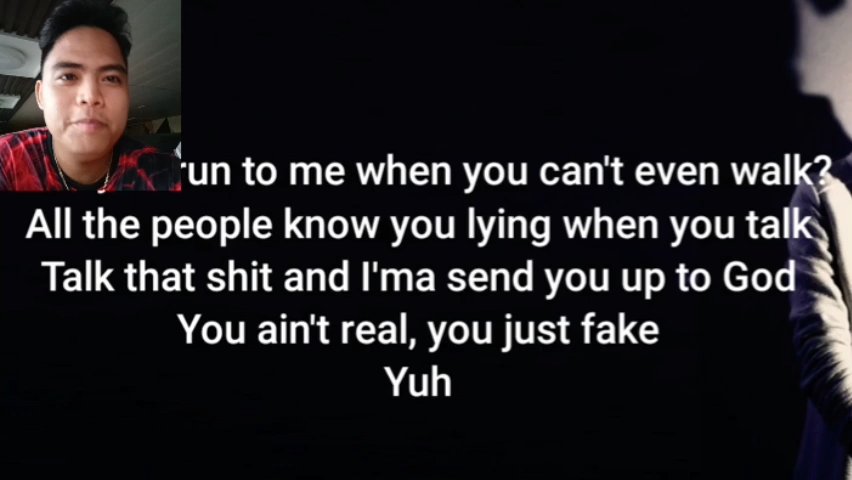 run to me when you can't even walk?
All the people know you lying when you talk
Talk that shit and I'ma send you up to God
You ain't real, you just fake
Yuh